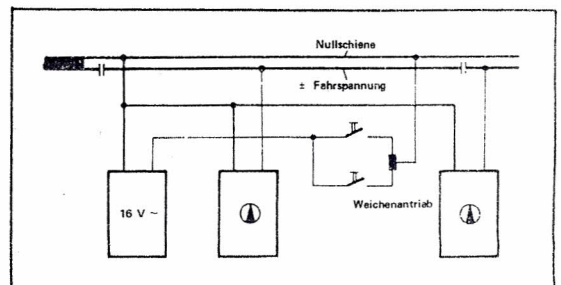 Nullschiene
± Fahrspannung
16 V ~
Weichenantrieb